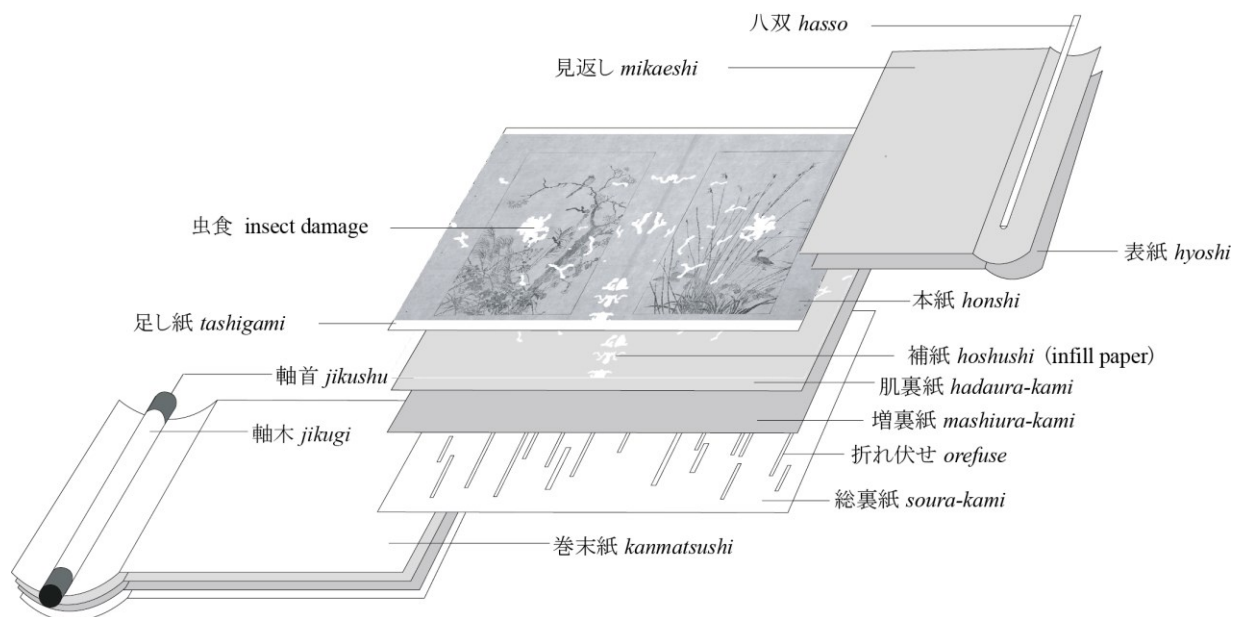 八双 hasso
見返し mikaeshi
虫食 insect damage
表紙 hyoshi
本紙 honshi
足し紙 tashigami
補紙 hoshushi (infill paper)
軸首 jikushu
肌裏紙 hadaura-kami
増裏紙 mashiura-kami
軸木 jikugi
折れ伏せ orefuse
総裏紙 soura-kami
巻末紙 kanmatsushi